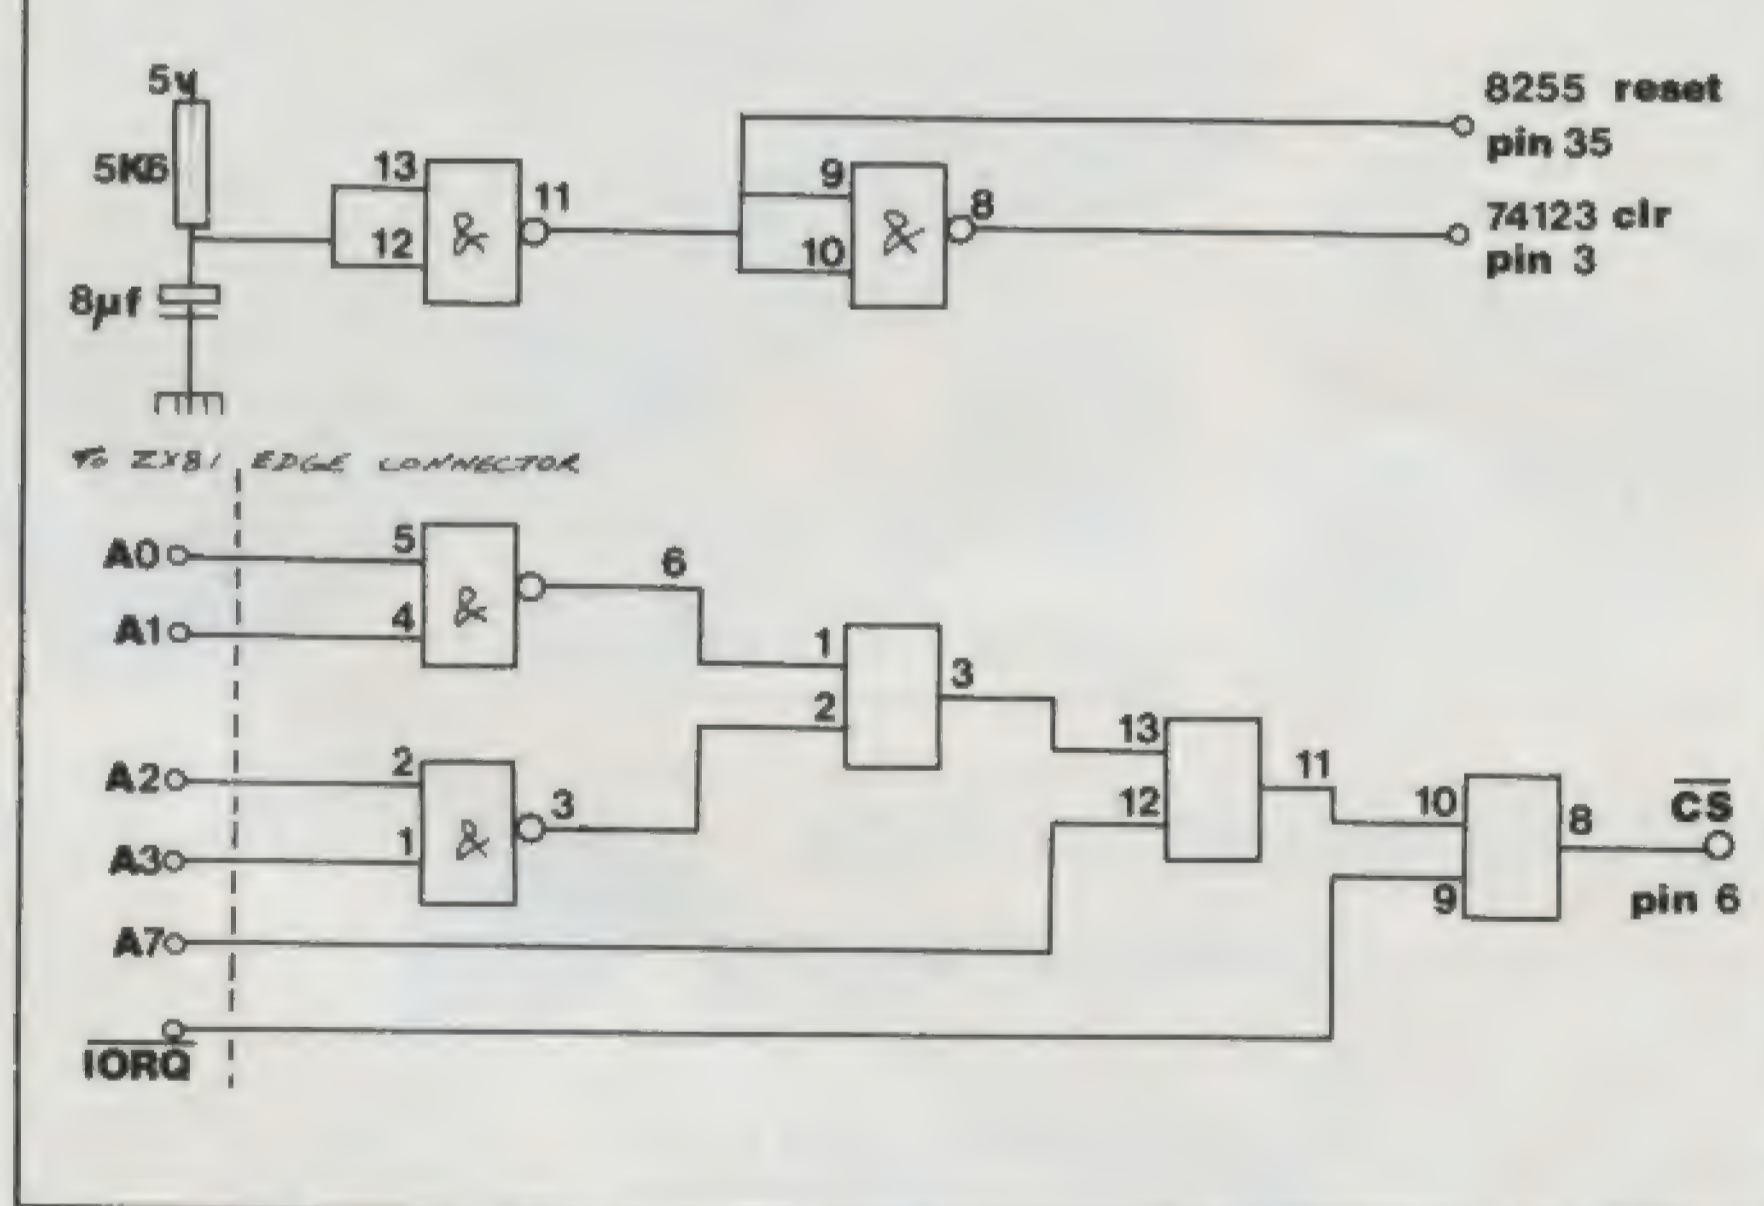 5v
8255 reset
pin 35
5K6
13
12
&
11
9
10
&
8
74123 clr
pin 3
8µf
To ZX81 EDGE CONNECTOR
A0
5
&
6
A1
4
1
2
3
A2
2
&
3
A3
1
13
12
11
10
9
8
CS
pin 6
A7
IORQ